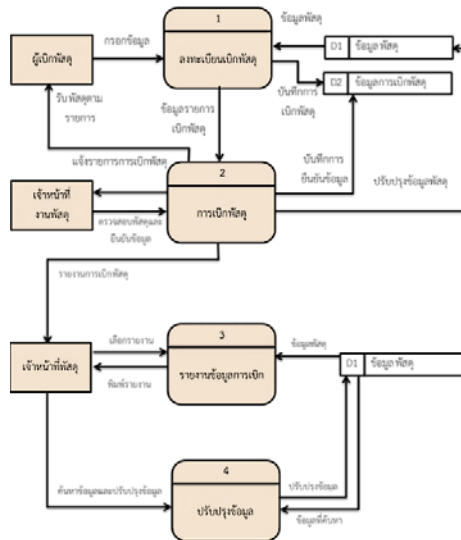 1
ลงทะเบียนเบิกพัสดุ
ผู้เบิกพัสดุ
กรอกข้อมูล
ข้อมูลพัสดุ
D1 ข้อมูลพัสดุ
D2 ข้อมูลการเบิกพัสดุ
บันทึกการ
เบิกพัสดุ
รับพัสดุตาม
รายการ
ข้อมูลรายการ
เบิกพัสดุ
แจ้งรายการการเบิกพัสดุ
บันทึกการ
ยืนยันข้อมูล
ปรับปรุงข้อมูลพัสดุ
2
การเบิกพัสดุ
เจ้าหน้าที่
งานพัสดุ
ตรวจสอบพัสดุและ
ยืนยันข้อมูล
รายงานการเบิกพัสดุ
เจ้าหน้าที่พัสดุ
เลือกรายงาน
พิมพ์รายงาน
3
รายงานข้อมูลการเบิก
ข้อมูลพัสดุ
D1 ข้อมูลพัสดุ
ค้นหาข้อมูลและปรับปรุงข้อมูล
4
ปรับปรุงข้อมูล
ปรับปรุงข้อมูล
ข้อมูลที่ค้นหา